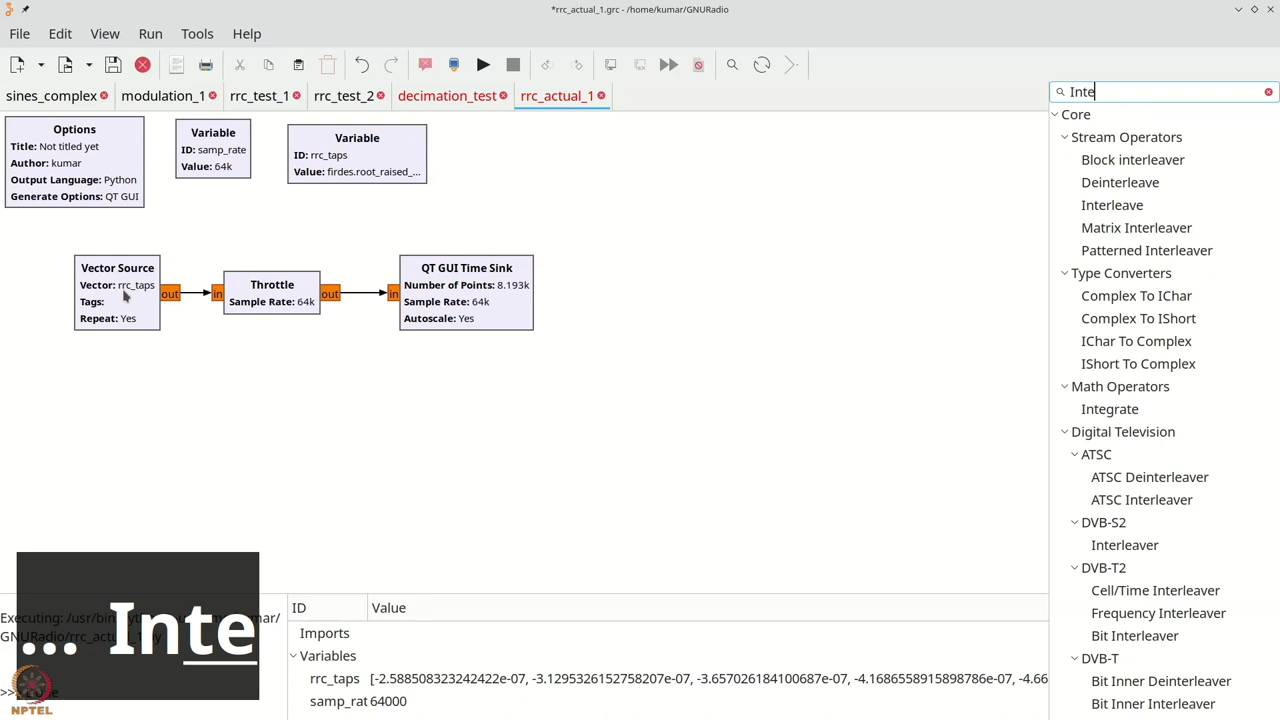 *rrc_actual_1.grc - /home/kumar/GNURadio
File Edit View Run Tools Help
sines_complex modulation_1 rrc_test_1 rrc_test_2 decimation_test rrc_actual_1
Inte
Options
Title: Not titled yet
Author: kumar
Output Language: Python
Generate Options: QT GUI
Variable
ID: samp_rate
Value: 64k
Variable
ID: rrc_taps
Value: firdes.root_raised_...
Vector Source
Vector: rrc_taps
Tags:
Repeat: Yes
out
in
Throttle
Sample Rate: 64k
out
in
QT GUI Time Sink
Number of Points: 8.193k
Sample Rate: 64k
Autoscale: Yes
Core
Stream Operators
Block interleaver
Deinterleave
Interleave
Matrix Interleaver
Patterned Interleaver
Type Converters
Complex To IChar
Complex To IShort
IChar To Complex
IShort To Complex
Math Operators
Integrate
Digital Television
ATSC
ATSC Deinterleaver
ATSC Interleaver
DVB-S2
Interleaver
DVB-T2
Cell/Time Interleaver
Frequency Interleaver
Bit Interleaver
DVB-T
Bit Inner Deinterleaver
Bit Inner Interleaver
Executing: /usr/bin
... Inte
NPTEL
ID Value
Imports
Variables
rrc_taps [-2.588508323242422e-07, -3.1295326152758207e-07, -3.657026184100687e-07, -4.1686558915898786e-07, -4.66
samp_rat 64000